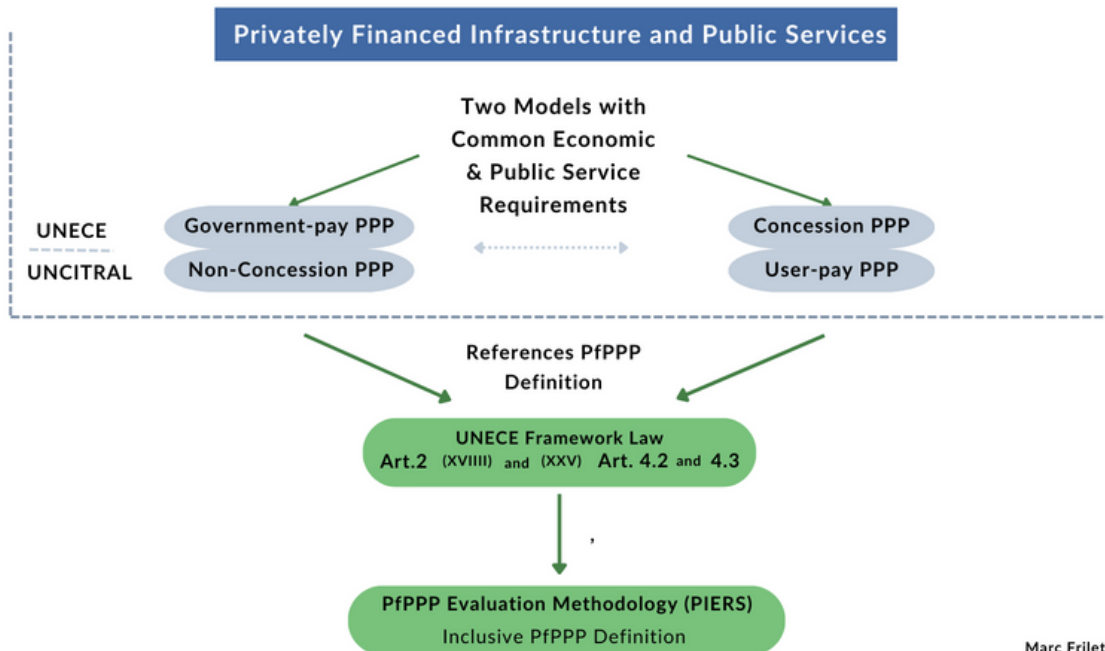 Privately Financed Infrastructure and Public Services
Two Models with
Common Economic
& Public Service
Requirements
UNECE
Government-pay PPP
Concession PPP
UNCITRAL
Non-Concession PPP
User-pay PPP
References PfPPP
Definition
UNECE Framework Law
Art.2 (XVIIII) and (XXV) Art. 4.2 and 4.3
,
PfPPP Evaluation Methodology (PIERS)
Inclusive PfPPP Definition
Marc Frilet